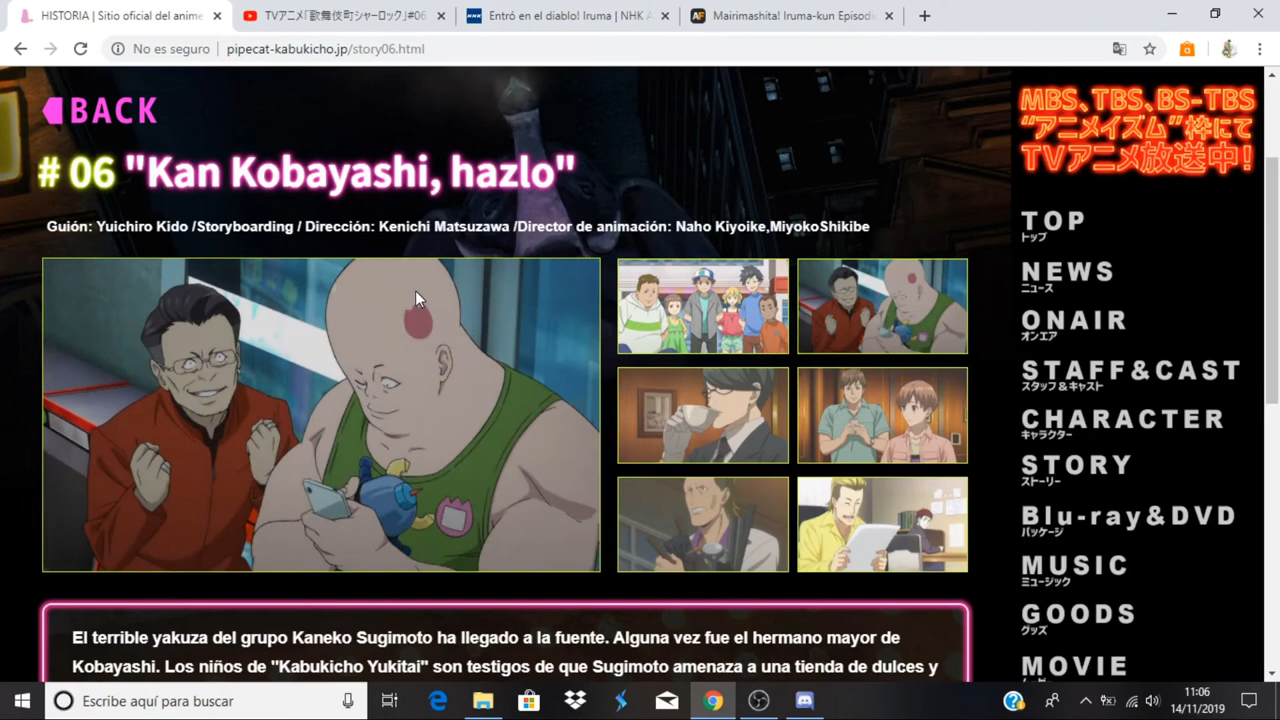 HISTORIA | Sitio oficial del anime
TVアニメ「歌舞伎町シャーロック」#06
Entró en el diablo! Iruma | NHK A
Mairimashita! Iruma-kun Episodi
No es seguro
pipecat-kabukicho.jp/story06.html
BACK
# 06 "Kan Kobayashi, hazlo"
Guión: Yuichiro Kido /Storyboarding / Dirección: Kenichi Matsuzawa /Director de animación: Naho Kiyoike,MiyokoShikibe
El terrible yakuza del grupo Kaneko Sugimoto ha llegado a la fuente. Alguna vez fue el hermano mayor de
Kobayashi. Los niños de "Kabukicho Yukitai" son testigos de que Sugimoto amenaza a una tienda de dulces y
MBS、TBS、BS-TBS
"アニメイズム"枠にて
TVアニメ放送中!
TOP
トップ
NEWS
ニュース
ONAIR
オンエア
STAFF&CAST
スタッフ&キャスト
CHARACTER
キャラクター
STORY
ストーリー
Blu-ray&DVD
パッケージ
MUSIC
ミュージック
GOODS
グッズ
MOVIE
Escribe aquí para buscar
11:06
14/11/2019